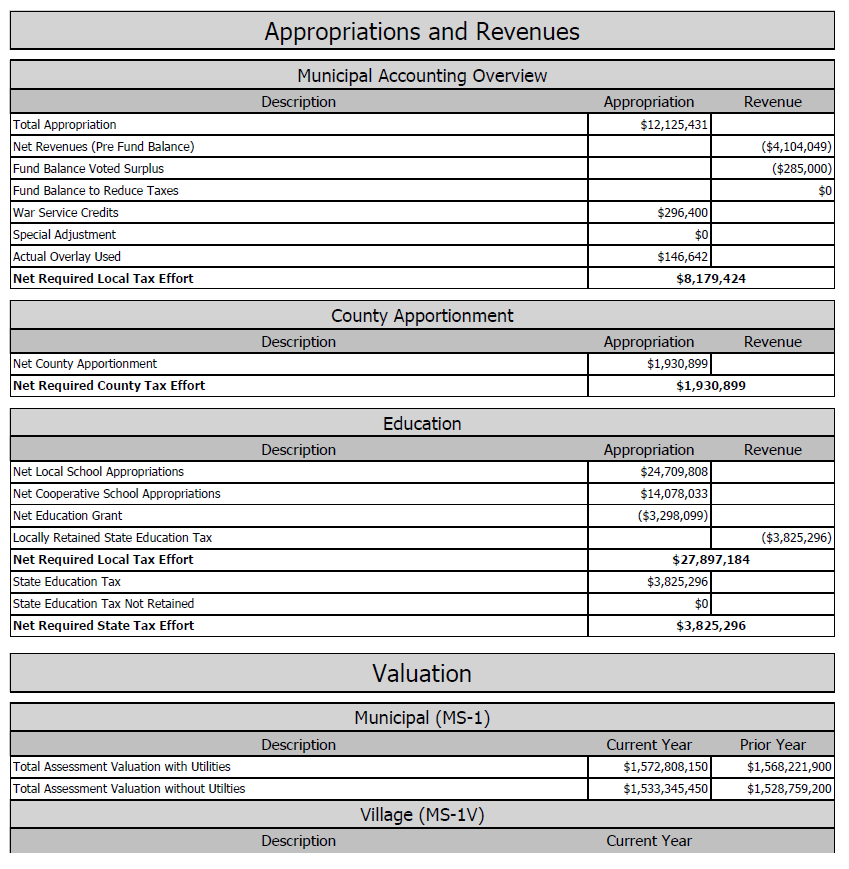 Appropriations and Revenues
Municipal Accounting Overview
Description Appropriation Revenue
Total Appropriation $12,125,431
Net Revenues (Pre Fund Balance) ($4,104,049)
Fund Balance Voted Surplus ($285,000)
Fund Balance to Reduce Taxes $0
War Service Credits $296,400
Special Adjustment $0
Actual Overlay Used $146,642
Net Required Local Tax Effort $8,179,424
County Apportionment
Description Appropriation Revenue
Net County Apportionment $1,930,899
Net Required County Tax Effort $1,930,899
Education
Description Appropriation Revenue
Net Local School Appropriations $24,709,808
Net Cooperative School Appropriations $14,078,033
Net Education Grant ($3,298,099)
Locally Retained State Education Tax ($3,825,296)
Net Required Local Tax Effort $27,897,184
State Education Tax $3,825,296
State Education Tax Not Retained $0
Net Required State Tax Effort $3,825,296
Valuation
Municipal (MS-1)
Description Current Year Prior Year
Total Assessment Valuation with Utilities $1,572,808,150 $1,568,221,900
Total Assessment Valuation without Utilties $1,533,345,450 $1,528,759,200
Village (MS-1V)
Description Current Year